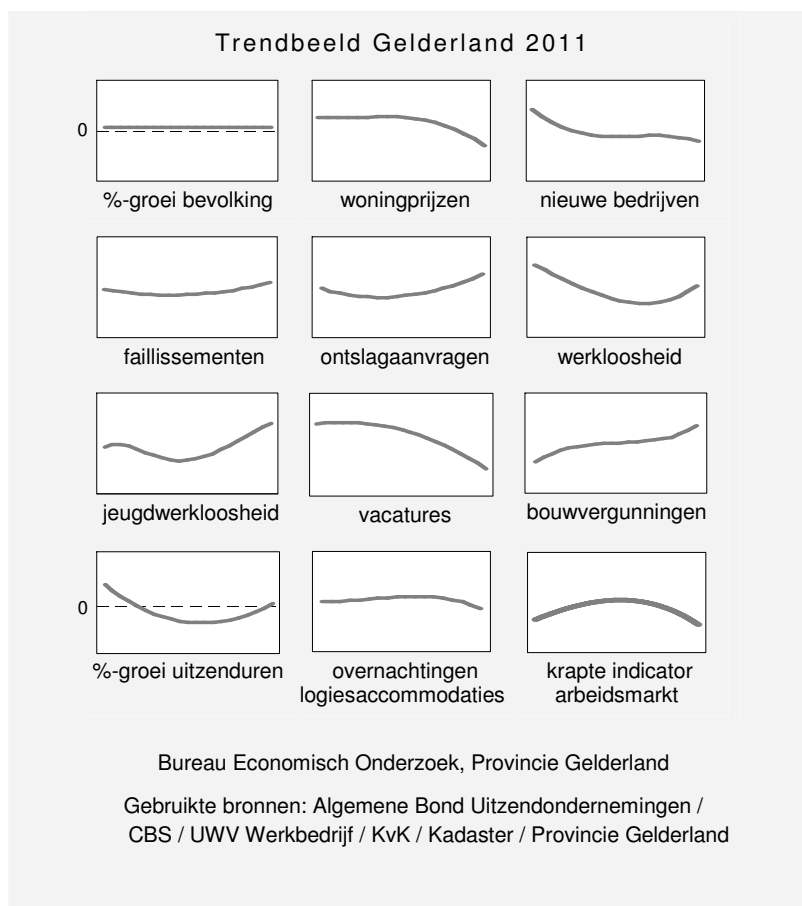 Trendbeeld Gelderland 2011
0
%-groei bevolking
woningprijzen
nieuwe bedrijven
faillissementen
ontslagaanvragen
werkloosheid
jeugdwerkloosheid
vacatures
bouwvergunningen
0
%-groei uitzenduren
overnachtingen
logiesaccommodaties
krapte indicator
arbeidsmarkt
Bureau Economisch Onderzoek, Provincie Gelderland
Gebruikte bronnen: Algemene Bond Uitzendondernemingen /
CBS / UWV Werkbedrijf / KvK / Kadaster / Provincie Gelderland